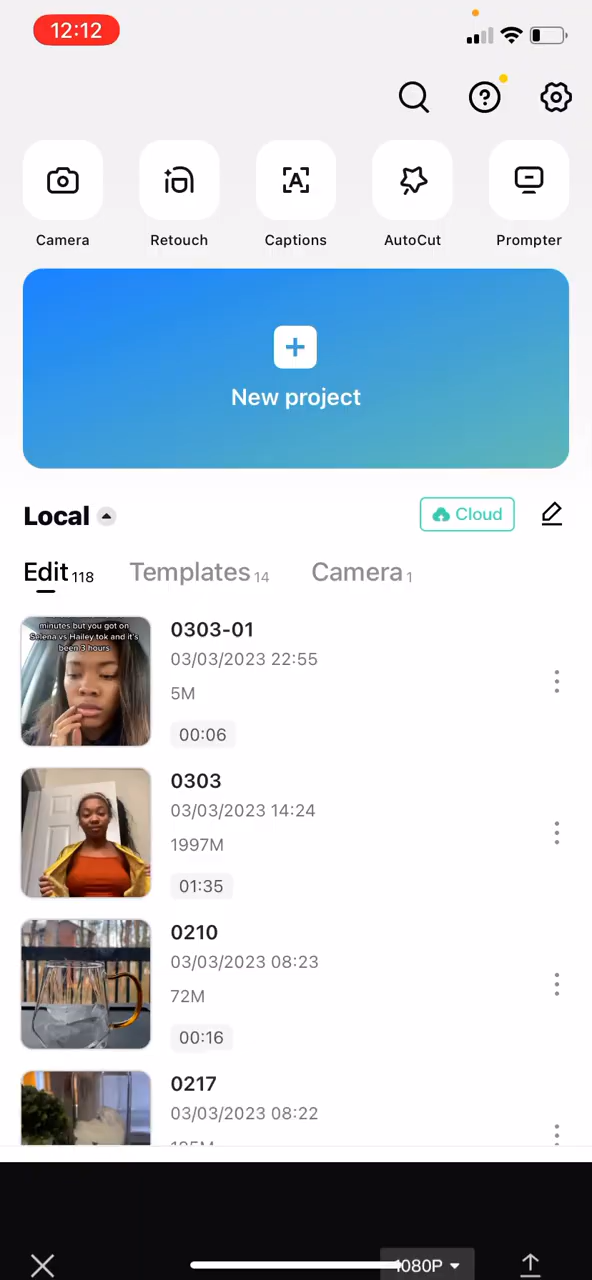 12:12
Camera
Retouch
Captions
AutoCut
Prompter
New project
Local
Cloud
Edit 118
Templates 14
Camera 1
minutes but you got on
Selena vs Hailey tok and it's
been 3 hours
0303-01
03/03/2023 22:55
5M
00:06
0303
03/03/2023 14:24
1997M
01:35
0210
03/03/2023 08:23
72M
00:16
0217
03/03/2023 08:22
1080P